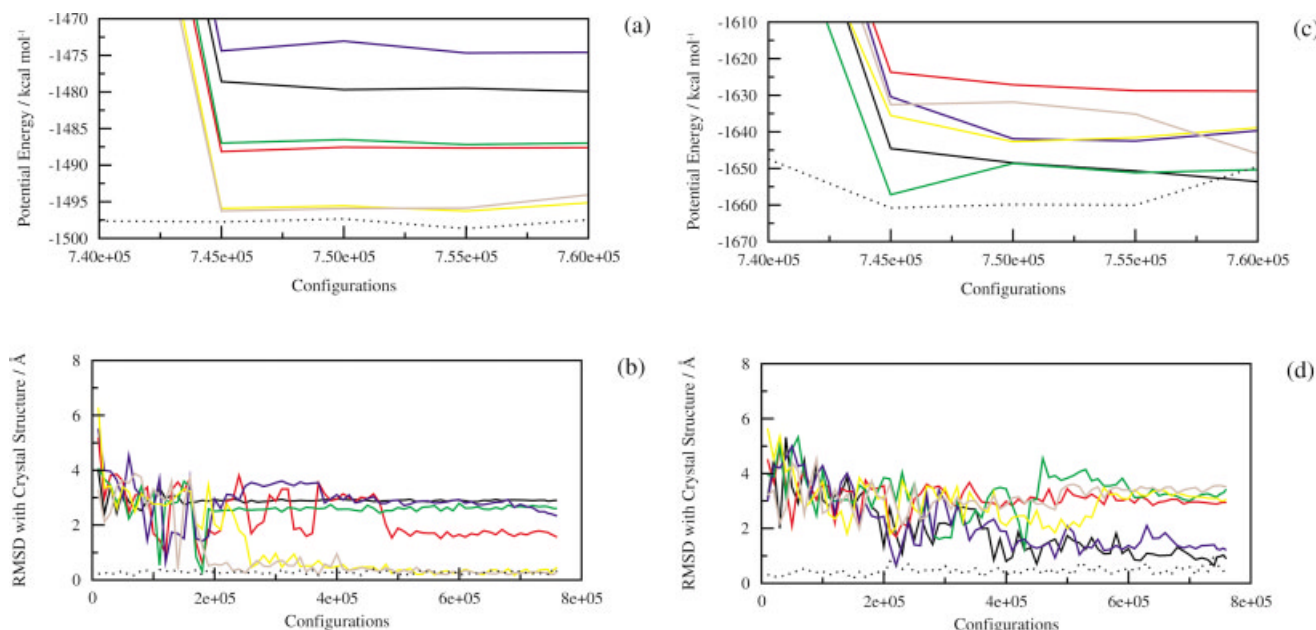 (a)
Potential Energy / kcal mol⁻¹
-1470
-1475
-1480
-1485
-1490
-1495
-1500
7.40e+05 7.45e+05 7.50e+05 7.55e+05 7.60e+05
Configurations
(c)
Potential Energy / kcal mol⁻¹
-1610
-1620
-1630
-1640
-1650
-1660
-1670
7.40e+05 7.45e+05 7.50e+05 7.55e+05 7.60e+05
Configurations
(b)
RMSD with Crystal Structure / Å
8
6
4
2
0
0 2e+05 4e+05 6e+05 8e+05
Configurations
(d)
RMSD with Crystal Structure / Å
8
6
4
2
0
0 2e+05 4e+05 6e+05 8e+05
Configurations